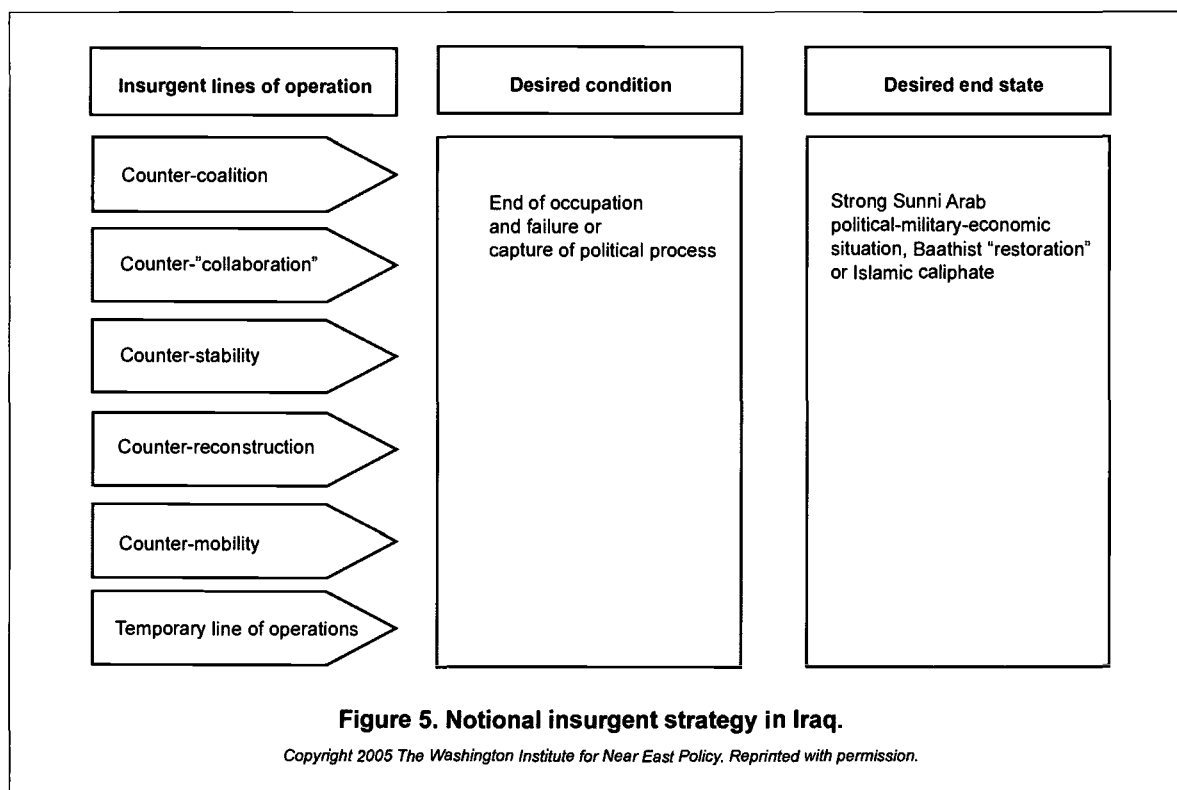 Insurgent lines of operation
Desired condition
Desired end state
Counter-coalition
Counter-"collaboration"
Counter-stability
Counter-reconstruction
Counter-mobility
Temporary line of operations
End of occupation
and failure or
capture of political process
Strong Sunni Arab
political-military-economic
situation, Baathist "restoration"
or Islamic caliphate
Figure 5. Notional insurgent strategy in Iraq.
Copyright 2005 The Washington Institute for Near East Policy. Reprinted with permission.